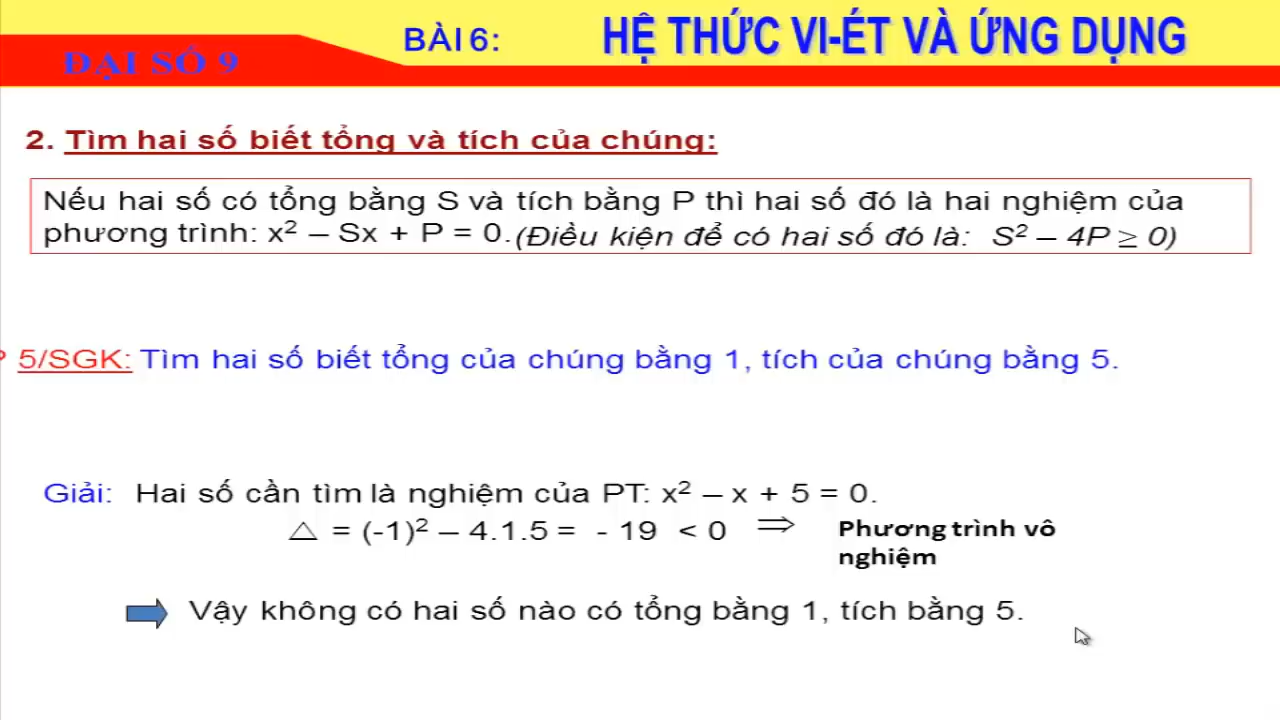 BÀI 6:
HỆ THỨC VI-ÉT VÀ ỨNG DỤNG
ĐẠI SỐ 9
2. Tìm hai số biết tổng và tích của chúng:
Nếu hai số có tổng bằng S và tích bằng P thì hai số đó là hai nghiệm của
phương trình: x² – Sx + P = 0. (Điều kiện để có hai số đó là: S² – 4P ≥ 0)
? 5/SGK: Tìm hai số biết tổng của chúng bằng 1, tích của chúng bằng 5.
Giải: Hai số cần tìm là nghiệm của PT: x² – x + 5 = 0.
△ = (-1)² – 4.1.5 = - 19 < 0 ⇒ Phương trình vô
nghiệm
Vậy không có hai số nào có tổng bằng 1, tích bằng 5.